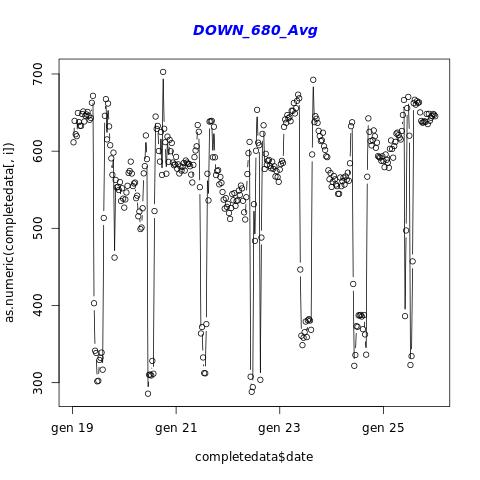 DOWN_680_Avg
as.numeric(completedata[, i])
700
600
500
400
300
gen 19
gen 21
gen 23
gen 25
completedata$date